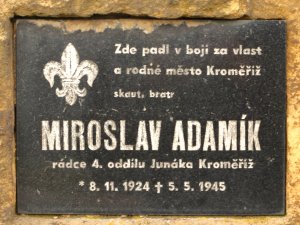 Zde padl v boji za vlast
a rodné město Kroměříž
skaut, bratr
MIROSLAV ADAMÍK
rádce 4. oddílu Junáka Kroměříž
* 8. 11. 1924 † 5. 5. 1945